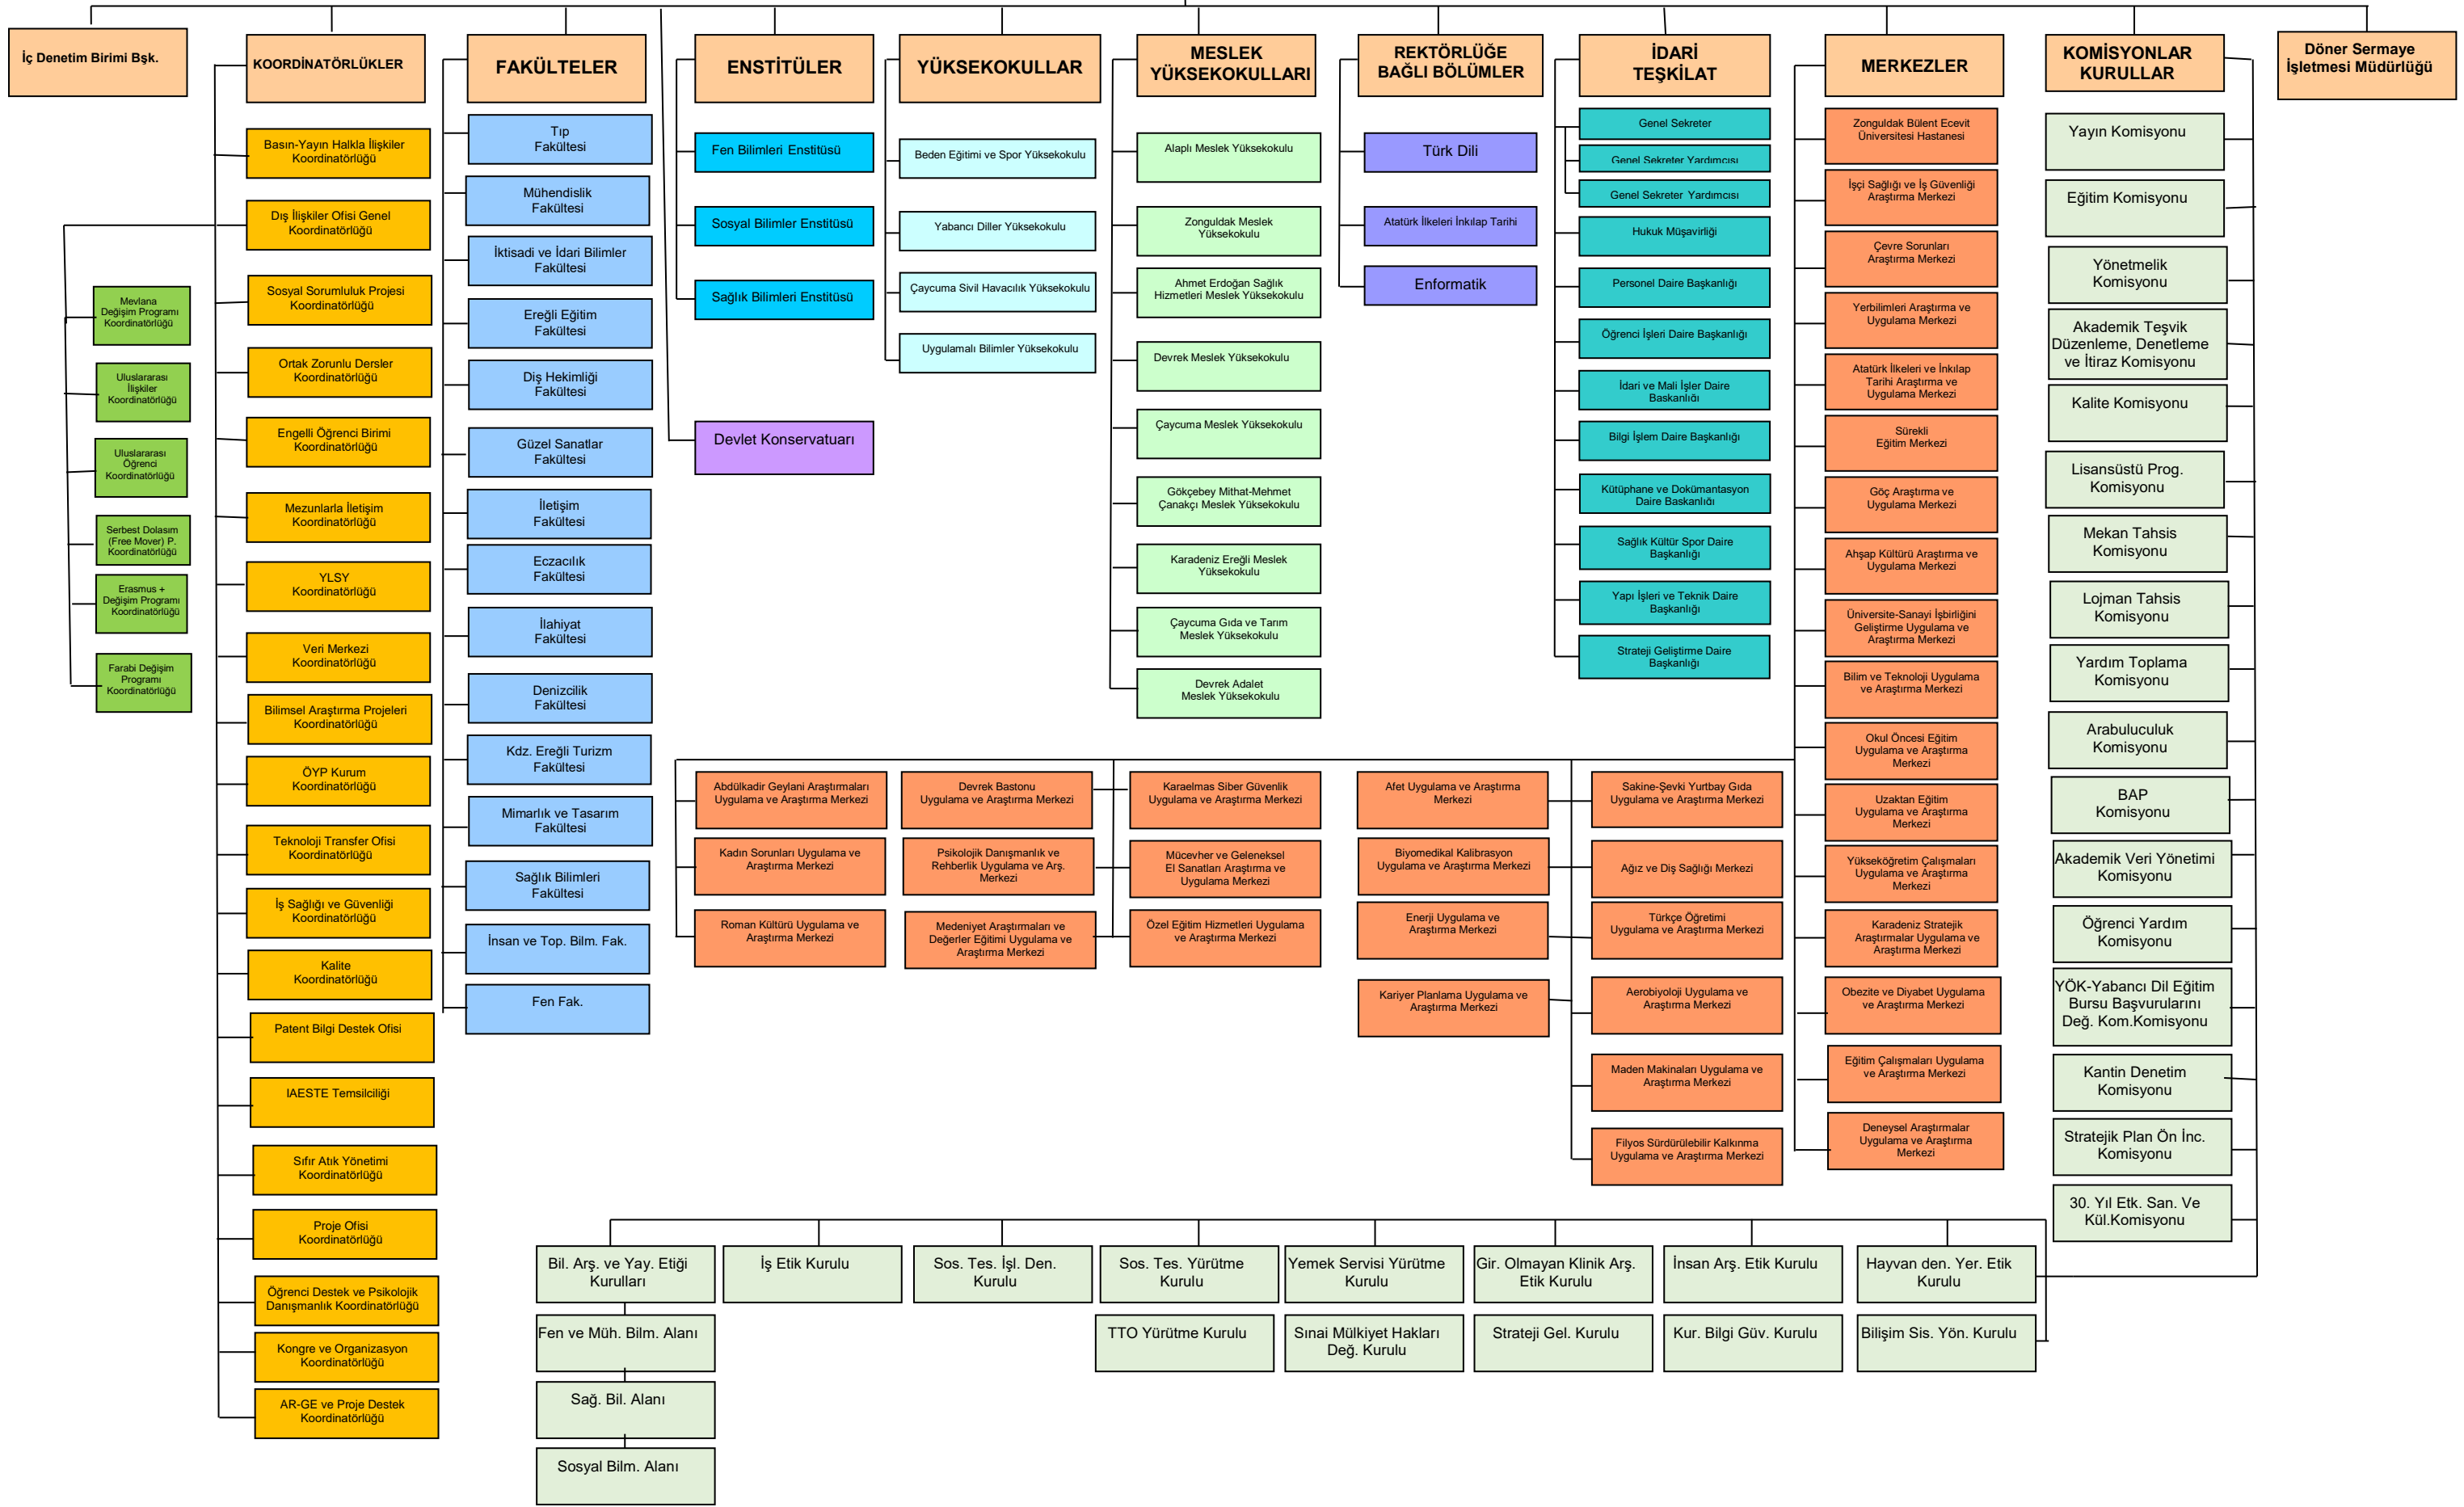 İç Denetim Birimi Bşk.
KOORDİNATÖRLÜKLER
FAKÜLTELER
ENSTİTÜLER
YÜKSEKOKULLAR
MESLEK
YÜKSEKOKULLARI
REKTÖRLÜĞE
BAĞLI BÖLÜMLER
İDARİ
TEŞKİLAT
MERKEZLER
KOMİSYONLAR
KURULLAR
Döner Sermaye
İşletmesi Müdürlüğü
Mevlana
Değişim Programı
Koordinatörlüğü
Uluslararası
İlişkiler
Koordinatörlüğü
Uluslararası
Öğrenci
Koordinatörlüğü
Serbest Dolasım
(Free Mover) P.
Koordinatörlüğü
Erasmus +
Değişim Programı
Koordinatörlüğü
Farabi Değişim
Programı
Koordinatörlüğü
Basın-Yayın Halkla İlişkiler
Koordinatörlüğü
Dış İlişkiler Ofisi Genel
Koordinatörlüğü
Sosyal Sorumluluk Projesi
Koordinatörlüğü
Ortak Zorunlu Dersler
Koordinatörlüğü
Engelli Öğrenci Birimi
Koordinatörlüğü
Mezunlarla İletişim
Koordinatörlüğü
YLSY
Koordinatörlüğü
Veri Merkezi
Koordinatörlüğü
Bilimsel Araştırma Projeleri
Koordinatörlüğü
ÖYP Kurum
Koordinatörlüğü
Teknoloji Transfer Ofisi
Koordinatörlüğü
İş Sağlığı ve Güvenliği
Koordinatörlüğü
Kalite
Koordinatörlüğü
Patent Bilgi Destek Ofisi
IAESTE Temsilciliği
Sıfır Atık Yönetimi
Koordinatörlüğü
Proje Ofisi
Koordinatörlüğü
Öğrenci Destek ve Psikolojik
Danışmanlık Koordinatörlüğü
Kongre ve Organizasyon
Koordinatörlüğü
AR-GE ve Proje Destek
Koordinatörlüğü
Tıp
Fakültesi
Mühendislik
Fakültesi
İktisadi ve İdari Bilimler
Fakültesi
Ereğli Eğitim
Fakültesi
Diş Hekimliği
Fakültesi
Güzel Sanatlar
Fakültesi
İletişim
Fakültesi
Eczacılık
Fakültesi
İlahiyat
Fakültesi
Denizcilik
Fakültesi
Kdz. Ereğli Turizm
Fakültesi
Mimarlık ve Tasarım
Fakültesi
Sağlık Bilimleri
Fakültesi
İnsan ve Top. Bilm. Fak.
Fen Fak.
Fen Bilimleri Enstitüsü
Sosyal Bilimler Enstitüsü
Sağlık Bilimleri Enstitüsü
Devlet Konservatuarı
Beden Eğitimi ve Spor Yüksekokulu
Yabancı Diller Yüksekokulu
Çaycuma Sivil Havacılık Yüksekokulu
Uygulamalı Bilimler Yüksekokulu
Alaplı Meslek Yüksekokulu
Zonguldak Meslek
Yüksekokulu
Ahmet Erdoğan Sağlık
Hizmetleri Meslek Yüksekokulu
Devrek Meslek Yüksekokulu
Çaycuma Meslek Yüksekokulu
Gökçebey Mithat-Mehmet
Çanakçı Meslek Yüksekokulu
Karadeniz Ereğli Meslek
Yüksekokulu
Çaycuma Gıda ve Tarım
Meslek Yüksekokulu
Devrek Adalet
Meslek Yüksekokulu
Türk Dili
Atatürk İlkeleri İnkılap Tarihi
Enformatik
Genel Sekreter
Genel Sekreter Yardımcısı
Genel Sekreter Yardımcısı
Hukuk Müşavirliği
Personel Daire Başkanlığı
Öğrenci İşleri Daire Başkanlığı
İdari ve Mali İşler Daire
Baskanlığı
Bilgi İşlem Daire Başkanlığı
Kütüphane ve Dokümantasyon
Daire Baskanlığı
Sağlık Kültür Spor Daire
Başkanlığı
Yapı İşleri ve Teknik Daire
Başkanlığı
Strateji Geliştirme Daire
Başkanlığı
Zonguldak Bülent Ecevit
Üniversitesi Hastanesi
İşçi Sağlığı ve İş Güvenliği
Araştırma Merkezi
Çevre Sorunları
Araştırma Merkezi
Yerbilimleri Araştırma ve
Uygulama Merkezi
Atatürk İlkeleri ve İnkılap
Tarihi Araştırma ve
Uygulama Merkezi
Sürekli
Eğitim Merkezi
Göç Araştırma ve
Uygulama Merkezi
Ahşap Kültürü Araştırma ve
Uygulama Merkezi
Üniversite-Sanayi İşbirliğini
Geliştirme Uygulama ve
Araştırma Merkezi
Bilim ve Teknoloji Uygulama
ve Araştırma Merkezi
Okul Öncesi Eğitim
Uygulama ve Araştırma
Merkezi
Uzaktan Eğitim
Uygulama ve Araştırma
Merkezi
Yükseköğretim Çalışmaları
Uygulama ve Araştırma
Merkezi
Karadeniz Stratejik
Araştırmalar Uygulama ve
Araştırma Merkezi
Obezite ve Diyabet Uygulama
ve Araştırma Merkezi
Eğitim Çalışmaları Uygulama
ve Araştırma Merkezi
Deneysel Araştırmalar
Uygulama ve Araştırma
Merkezi
Abdülkadir Geylani Araştırmaları
Uygulama ve Araştırma Merkezi
Kadın Sorunları Uygulama ve
Araştırma Merkezi
Roman Kültürü Uygulama ve
Araştırma Merkezi
Devrek Bastonu
Uygulama ve Araştırma Merkezi
Psikolojik Danışmanlık ve
Rehberlik Uygulama ve Arş.
Merkezi
Medeniyet Araştırmaları ve
Değerler Eğitimi Uygulama ve
Araştırma Merkezi
Karaelmas Siber Güvenlik
Uygulama ve Araştırma Merkezi
Mücevher ve Geleneksel
El Sanatları Araştırma ve
Uygulama Merkezi
Özel Eğitim Hizmetleri Uygulama
ve Araştırma Merkezi
Afet Uygulama ve Araştırma
Merkezi
Biyomedikal Kalibrasyon
Uygulama ve Araştırma Merkezi
Enerji Uygulama ve
Araştırma Merkezi
Kariyer Planlama Uygulama ve
Araştırma Merkezi
Sakine-Şevki Yurtbay Gıda
Uygulama ve Araştırma Merkezi
Ağız ve Diş Sağlığı Merkezi
Türkçe Öğretimi
Uygulama ve Araştırma Merkezi
Aerobiyoloji Uygulama ve
Araştırma Merkezi
Maden Makinaları Uygulama ve
Araştırma Merkezi
Filyos Sürdürülebilir Kalkınma
Uygulama ve Araştırma Merkezi
Yayın Komisyonu
Eğitim Komisyonu
Yönetmelik
Komisyonu
Akademik Teşvik
Düzenleme, Denetleme
ve İtiraz Komisyonu
Kalite Komisyonu
Lisansüstü Prog.
Komisyonu
Mekan Tahsis
Komisyonu
Lojman Tahsis
Komisyonu
Yardım Toplama
Komisyonu
Arabuluculuk
Komisyonu
BAP
Komisyonu
Akademik Veri Yönetimi
Komisyonu
Öğrenci Yardım
Komisyonu
YÖK-Yabancı Dil Eğitim
Bursu Başvurularını
Değ. Kom.Komisyonu
Kantin Denetim
Komisyonu
Stratejik Plan Ön İnc.
Komisyonu
30. Yıl Etk. San. Ve
Kül.Komisyonu
Bil. Arş. ve Yay. Etiği
Kurulları
İş Etik Kurulu
Sos. Tes. İşl. Den.
Kurulu
Sos. Tes. Yürütme
Kurulu
Yemek Servisi Yürütme
Kurulu
Gir. Olmayan Klinik Arş.
Etik Kurulu
İnsan Arş. Etik Kurulu
Hayvan den. Yer. Etik
Kurulu
Fen ve Müh. Bilm. Alanı
TTO Yürütme Kurulu
Sınai Mülkiyet Hakları
Değ. Kurulu
Strateji Gel. Kurulu
Kur. Bilgi Güv. Kurulu
Bilişim Sis. Yön. Kurulu
Sağ. Bil. Alanı
Sosyal Bilm. Alanı